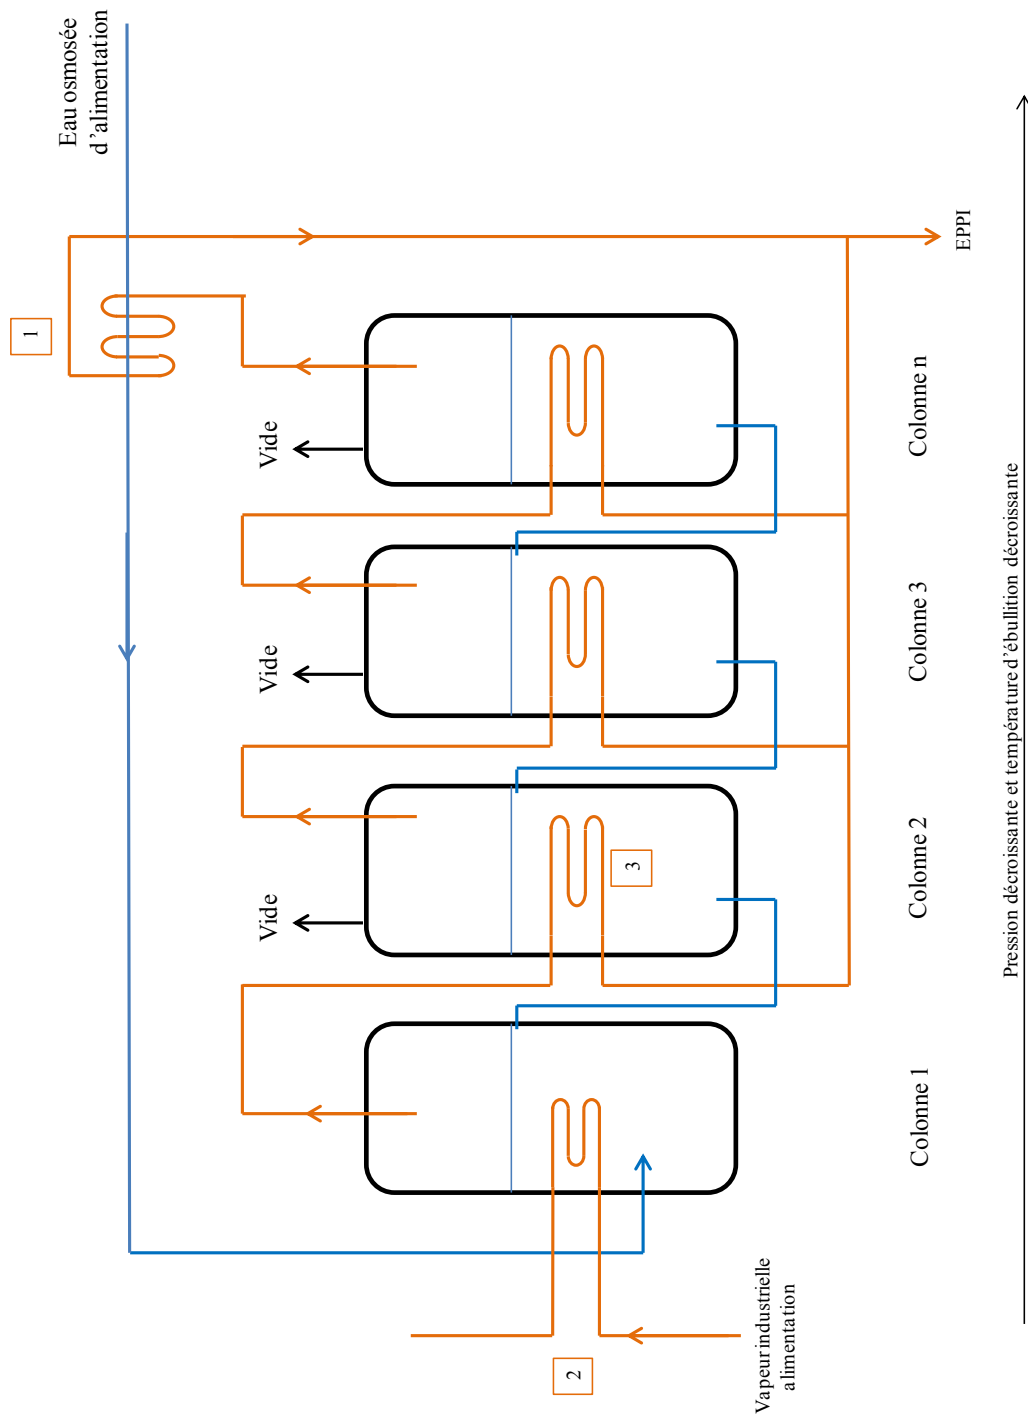 Eau osmosée
d’alimentation
1
Vide
Vide
Vide
3
2
Vapeur industrielle
alimentation
Colonne 1
Colonne 2
Colonne 3
Colonne n
EPPI
Pression décroissante et température d’ébullition décroissante